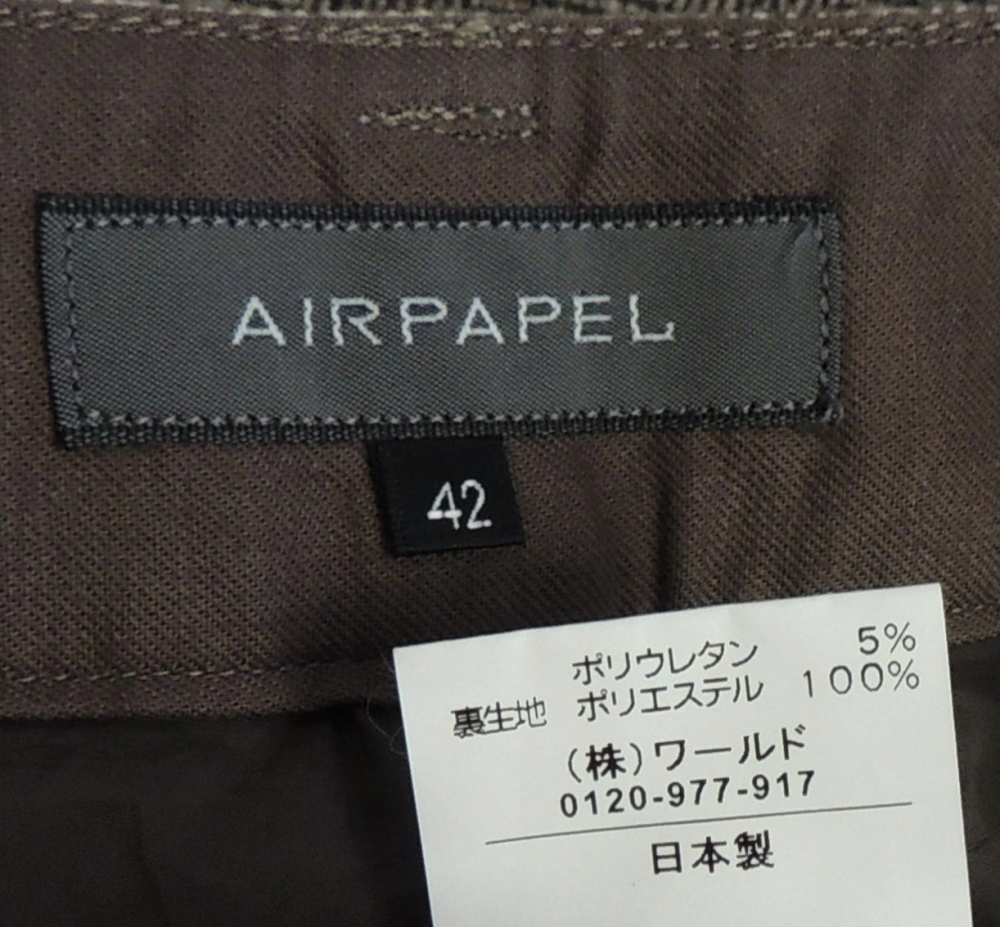 AIRPAPEL
42
ポリウレタン 5%
裏生地 ポリエステル 100%
(株)ワールド
0120-977-917
日本製